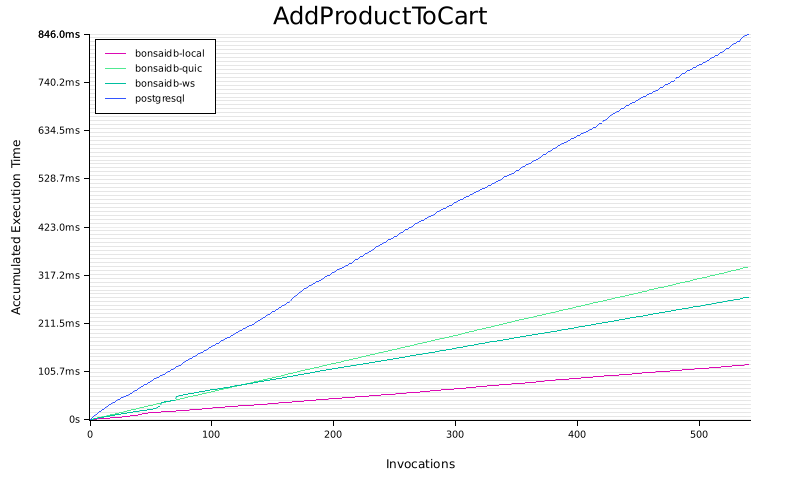 AddProductToCart
846.0ms
740.2ms
634.5ms
528.7ms
423.0ms
317.2ms
211.5ms
105.7ms
0s
bonsaidb-local
bonsaidb-quic
bonsaidb-ws
postgresql
Accumulated Execution Time
0 100 200 300 400 500
Invocations